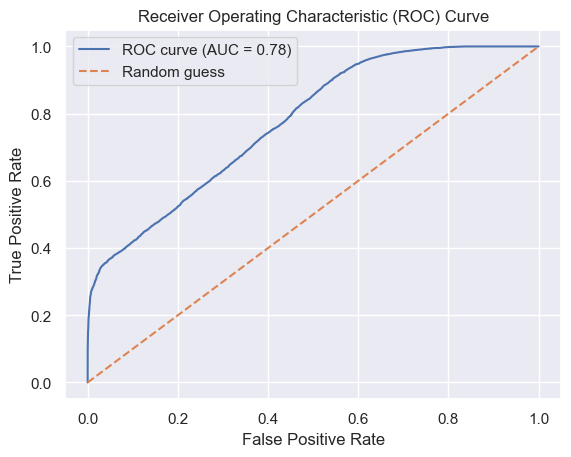 Receiver Operating Characteristic (ROC) Curve
ROC curve (AUC = 0.78)
Random guess
True Positive Rate
1.0
0.8
0.6
0.4
0.2
0.0
0.0 0.2 0.4 0.6 0.8 1.0
False Positive Rate